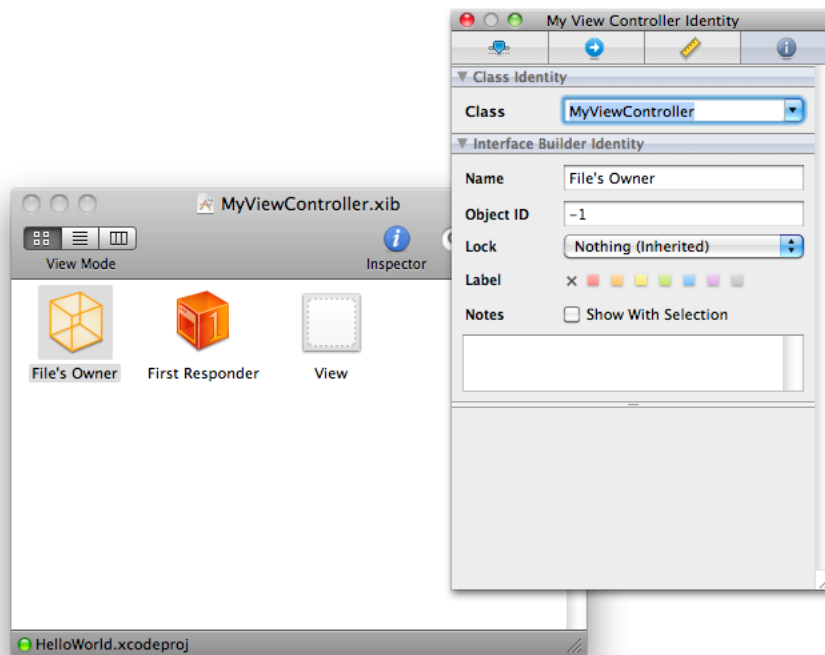 My View Controller Identity
Class Identity
Class MyViewController
Interface Builder Identity
Name File's Owner
Object ID -1
Lock Nothing (Inherited)
Label
Notes Show With Selection
MyViewController.xib
View Mode Inspector
File's Owner First Responder View
1
HelloWorld.xcodeproj